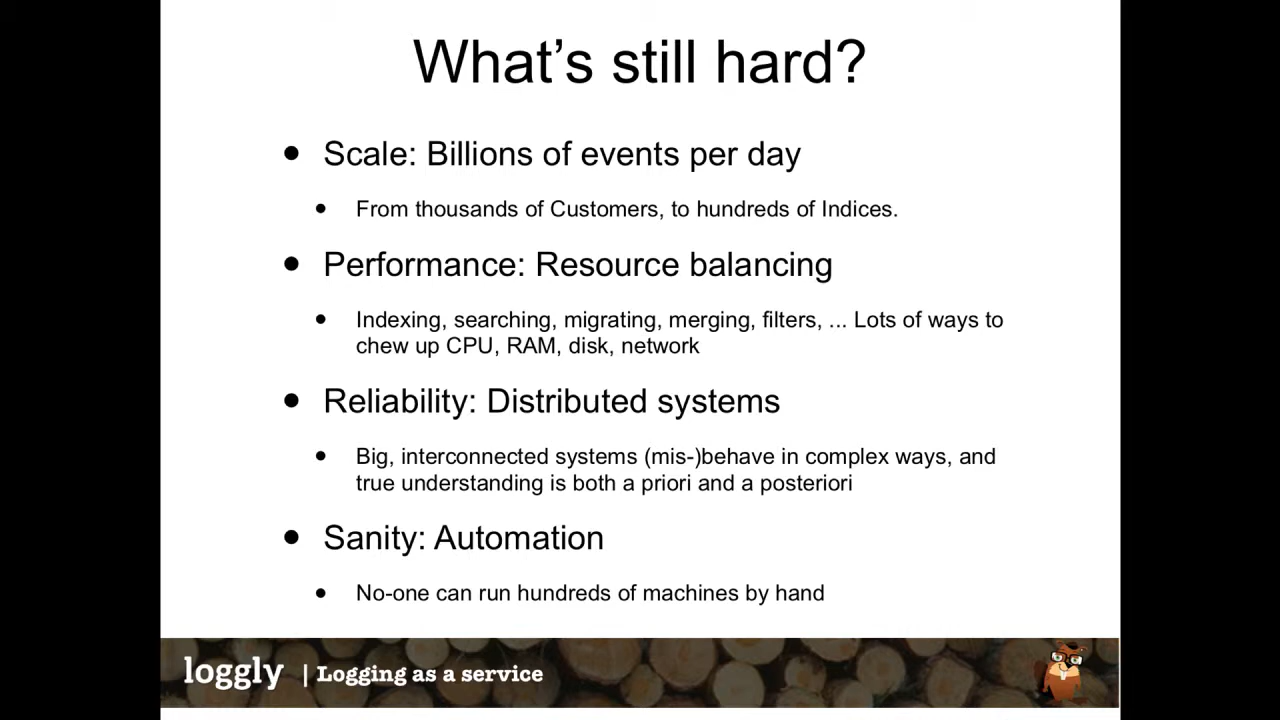 What's still hard?
• Scale: Billions of events per day
• From thousands of Customers, to hundreds of Indices.
• Performance: Resource balancing
• Indexing, searching, migrating, merging, filters, ... Lots of ways to
chew up CPU, RAM, disk, network
• Reliability: Distributed systems
• Big, interconnected systems (mis-)behave in complex ways, and
true understanding is both a priori and a posteriori
• Sanity: Automation
• No-one can run hundreds of machines by hand
loggly | Logging as a service